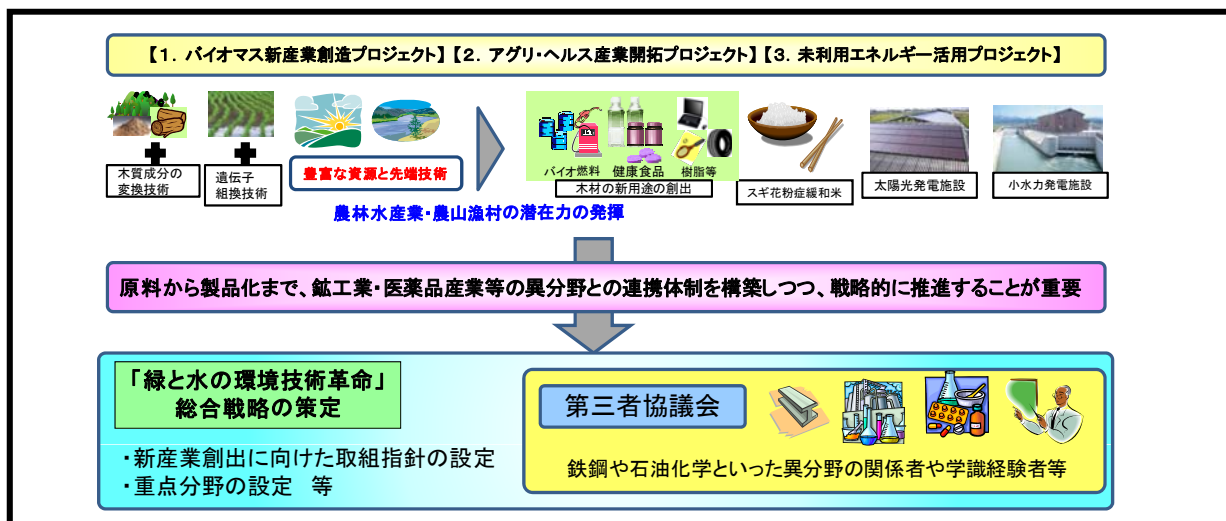 【1．バイオマス新産業創造プロジェクト】【2．アグリ・ヘルス産業開拓プロジェクト】【3．未利用エネルギー活用プロジェクト】
木質成分の
変換技術
遺伝子
組換技術
豊富な資源と先端技術
バイオ燃料 健康食品 樹脂等
木材の新用途の創出
スギ花粉症緩和米
太陽光発電施設
小水力発電施設
農林水産業・農山漁村の潜在力の発揮
原料から製品化まで、鉱工業・医薬品産業等の異分野との連携体制を構築しつつ、戦略的に推進することが重要
「緑と水の環境技術革命」
総合戦略の策定
・新産業創出に向けた取組指針の設定
・重点分野の設定 等
第三者協議会
鉄鋼や石油化学といった異分野の関係者や学識経験者等